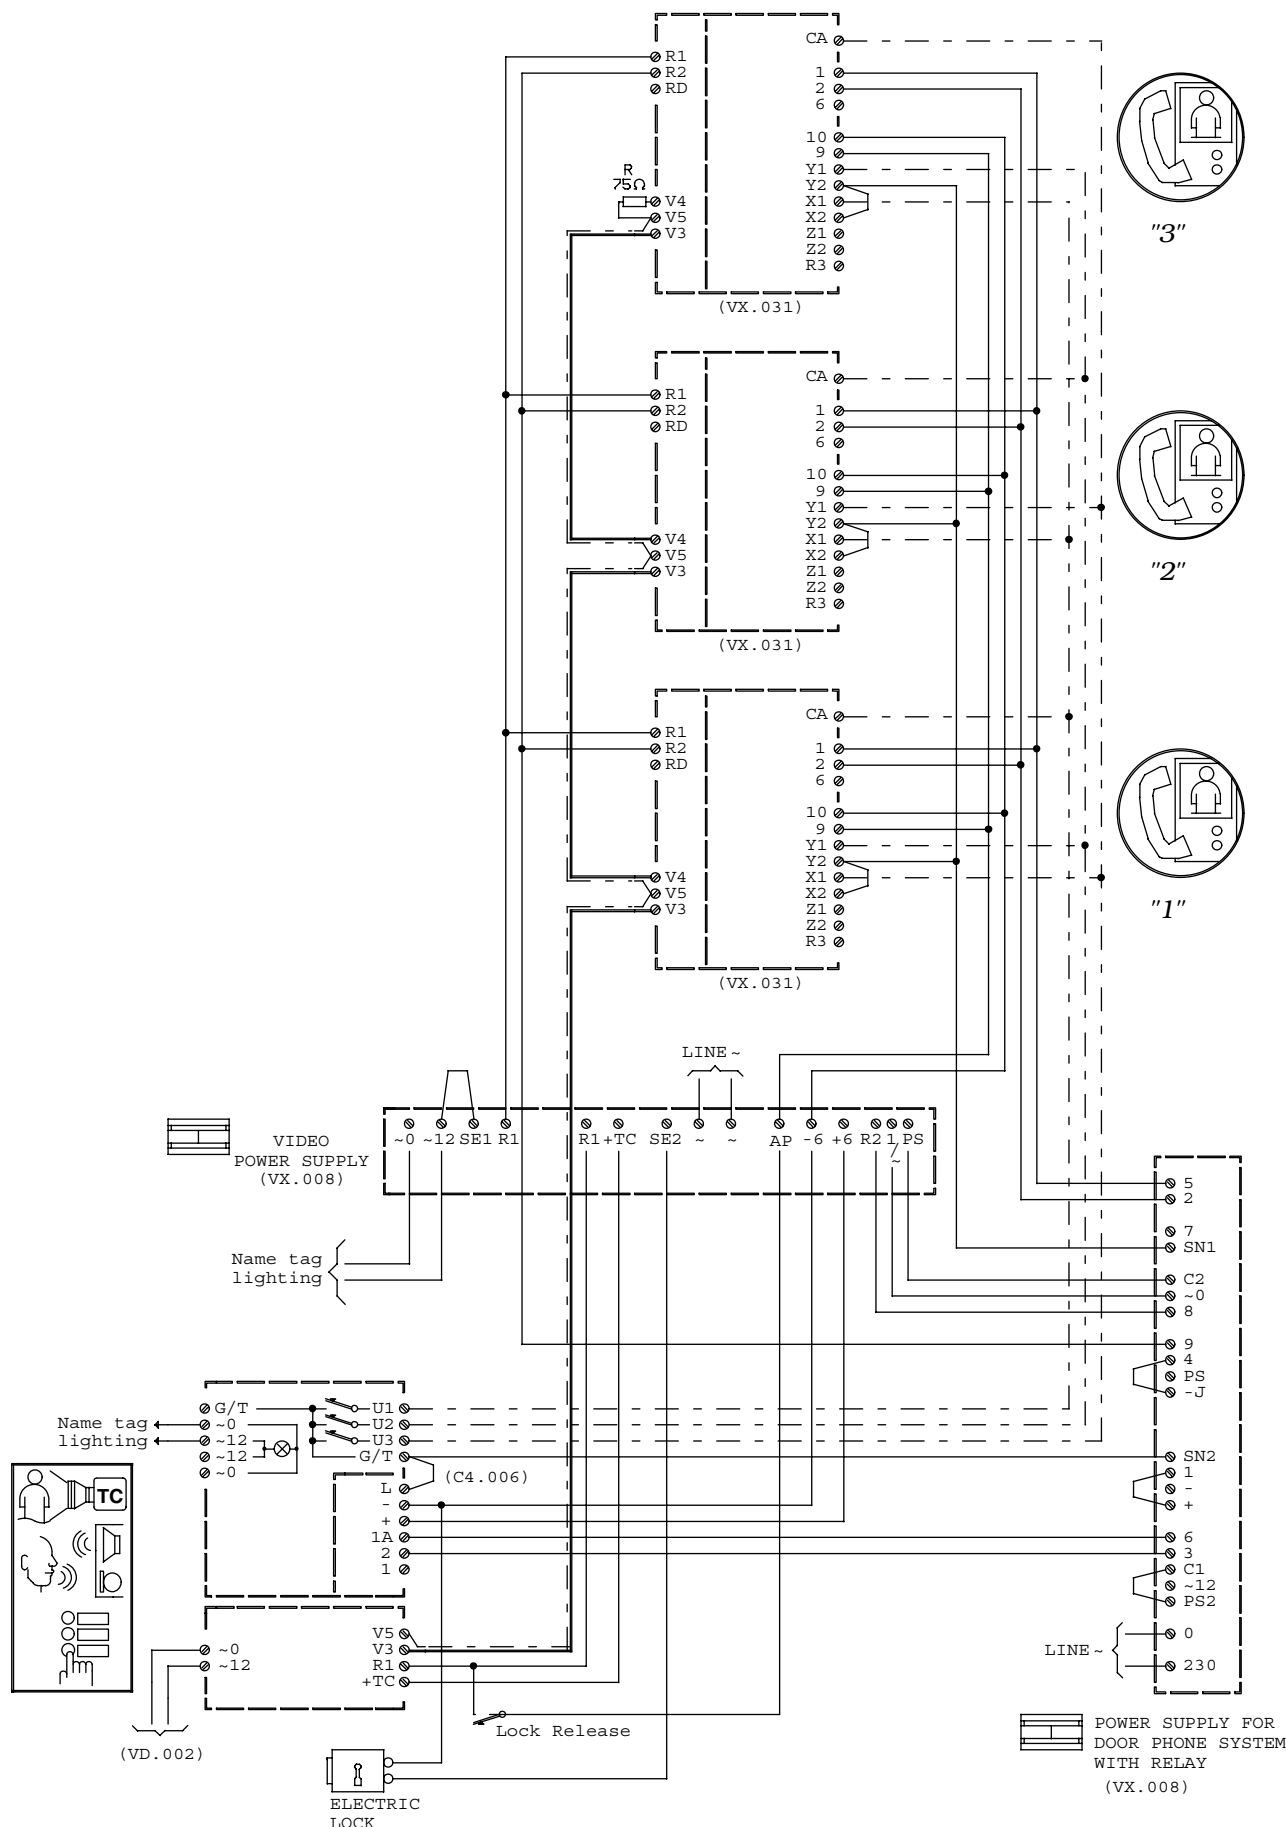 CA
R1
R2
RD
1
2
6
10
9
Y1
Y2
X1
X2
Z1
Z2
R3
R
75Ω
V4
V5
V3
(VX.031)
"3"
CA
R1
R2
RD
1
2
6
10
9
Y1
Y2
X1
X2
Z1
Z2
R3
V4
V5
V3
(VX.031)
"2"
CA
R1
R2
RD
1
2
6
10
9
Y1
Y2
X1
X2
Z1
Z2
R3
V4
V5
V3
(VX.031)
"1"
LINE ~
~0 ~12 SE1 R1 R1 +TC SE2 ~ ~ AP -6 +6 R2 1/~ PS
VIDEO
POWER SUPPLY
(VX.008)
Name tag
lighting
5
2
7
SN1
C2
~0
8
9
4
PS
-J
SN2
1
-
+
6
3
C1
~12
PS2
0
230
LINE ~
POWER SUPPLY FOR
DOOR PHONE SYSTEM
WITH RELAY
(VX.008)
Name tag
lighting
G/T
~0
~12
~12
~0
U1
U2
U3
G/T
(C4.006)
L
-
+
1A
2
1
TC
V5
V3
R1
+TC
~0
~12
(VD.002)
Lock Release
ELECTRIC
LOCK